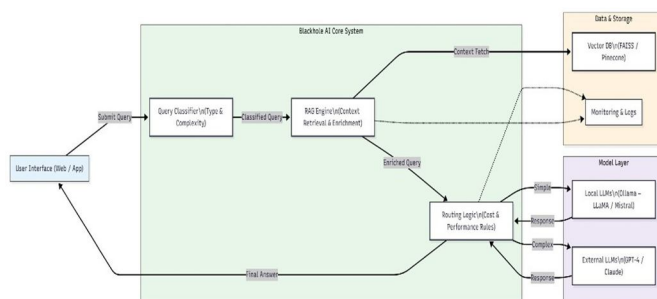 Blackhole AI Core System
Data & Storage
Vector DB\n(FAISS /
Pinecone)
Context Fetch
Monitoring & Logs
Query Classifier\n(Type &
Complexity)
Classified Query
RAG Engine\n(Context
Retrieval & Enrichment)
Submit Query
User Interface (Web / App)
Enriched Query
Model Layer
Simple
Local LLMs\n(Ollama –
LLaMA / Mistral)
Response
Routing Logic\n(Cost &
Performance Rules)
Complex
External LLMs\n(GPT-4 /
Claude)
Response
Final Answer